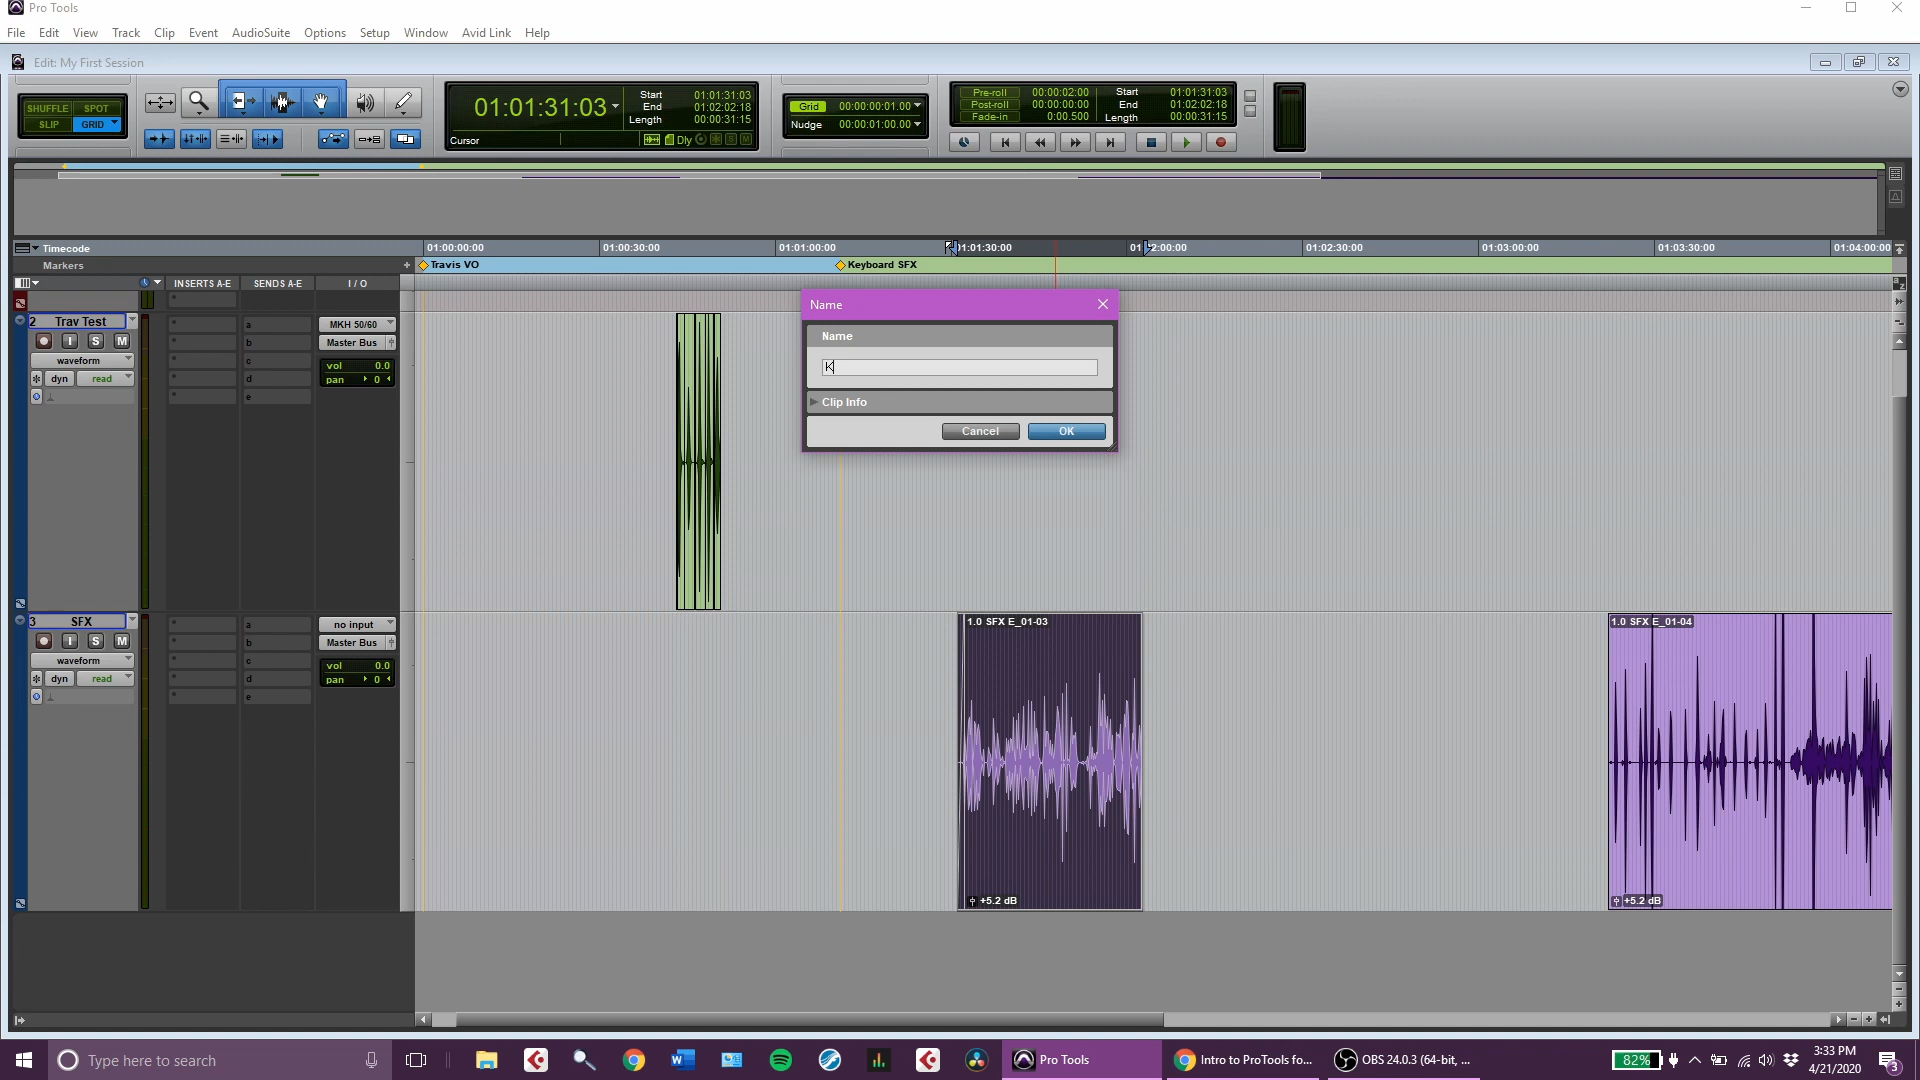 Pro Tools
File Edit View Track Clip Event AudioSuite Options Setup Window Avid Link Help
Edit: My First Session
SHUFFLE SPOT
SLIP GRID
01:01:31:03
Start 01:01:31:03
End 01:02:02:18
Length 00:00:31:15
Cursor
Dly
Grid 00:00:00:01.00
Nudge 00:00:01:00.00
Pre-roll 00:00:02:00
Post-roll 00:00:00:00
Fade-in 0:00.500
Start 01:01:31:03
End 01:02:02:18
Length 00:00:31:15
Timecode
01:00:00:00 01:00:30:00 01:01:00:00 01:01:30:00 01:02:00:00 01:02:30:00 01:03:00:00 01:03:30:00 01:04:00:00
Markers
Travis VO Keyboard SFX
INSERTS A-E SENDS A-E I / O
2 Trav Test
I S M
waveform
dyn read
a
b
c
d
e
MKH 50/60
Master Bus
vol 0.0
pan 0
Name
Name
K
Clip Info
Cancel OK
3 SFX
I S M
waveform
dyn read
a
b
c
d
e
no input
Master Bus
vol 0.0
pan 0
1.0 SFX E_01-03
+5.2 dB
1.0 SFX E_01-04
+5.2 dB
Type here to search
Pro Tools
Intro to ProTools fo...
OBS 24.0.3 (64-bit, ...
82%
3:33 PM
4/21/2020
3